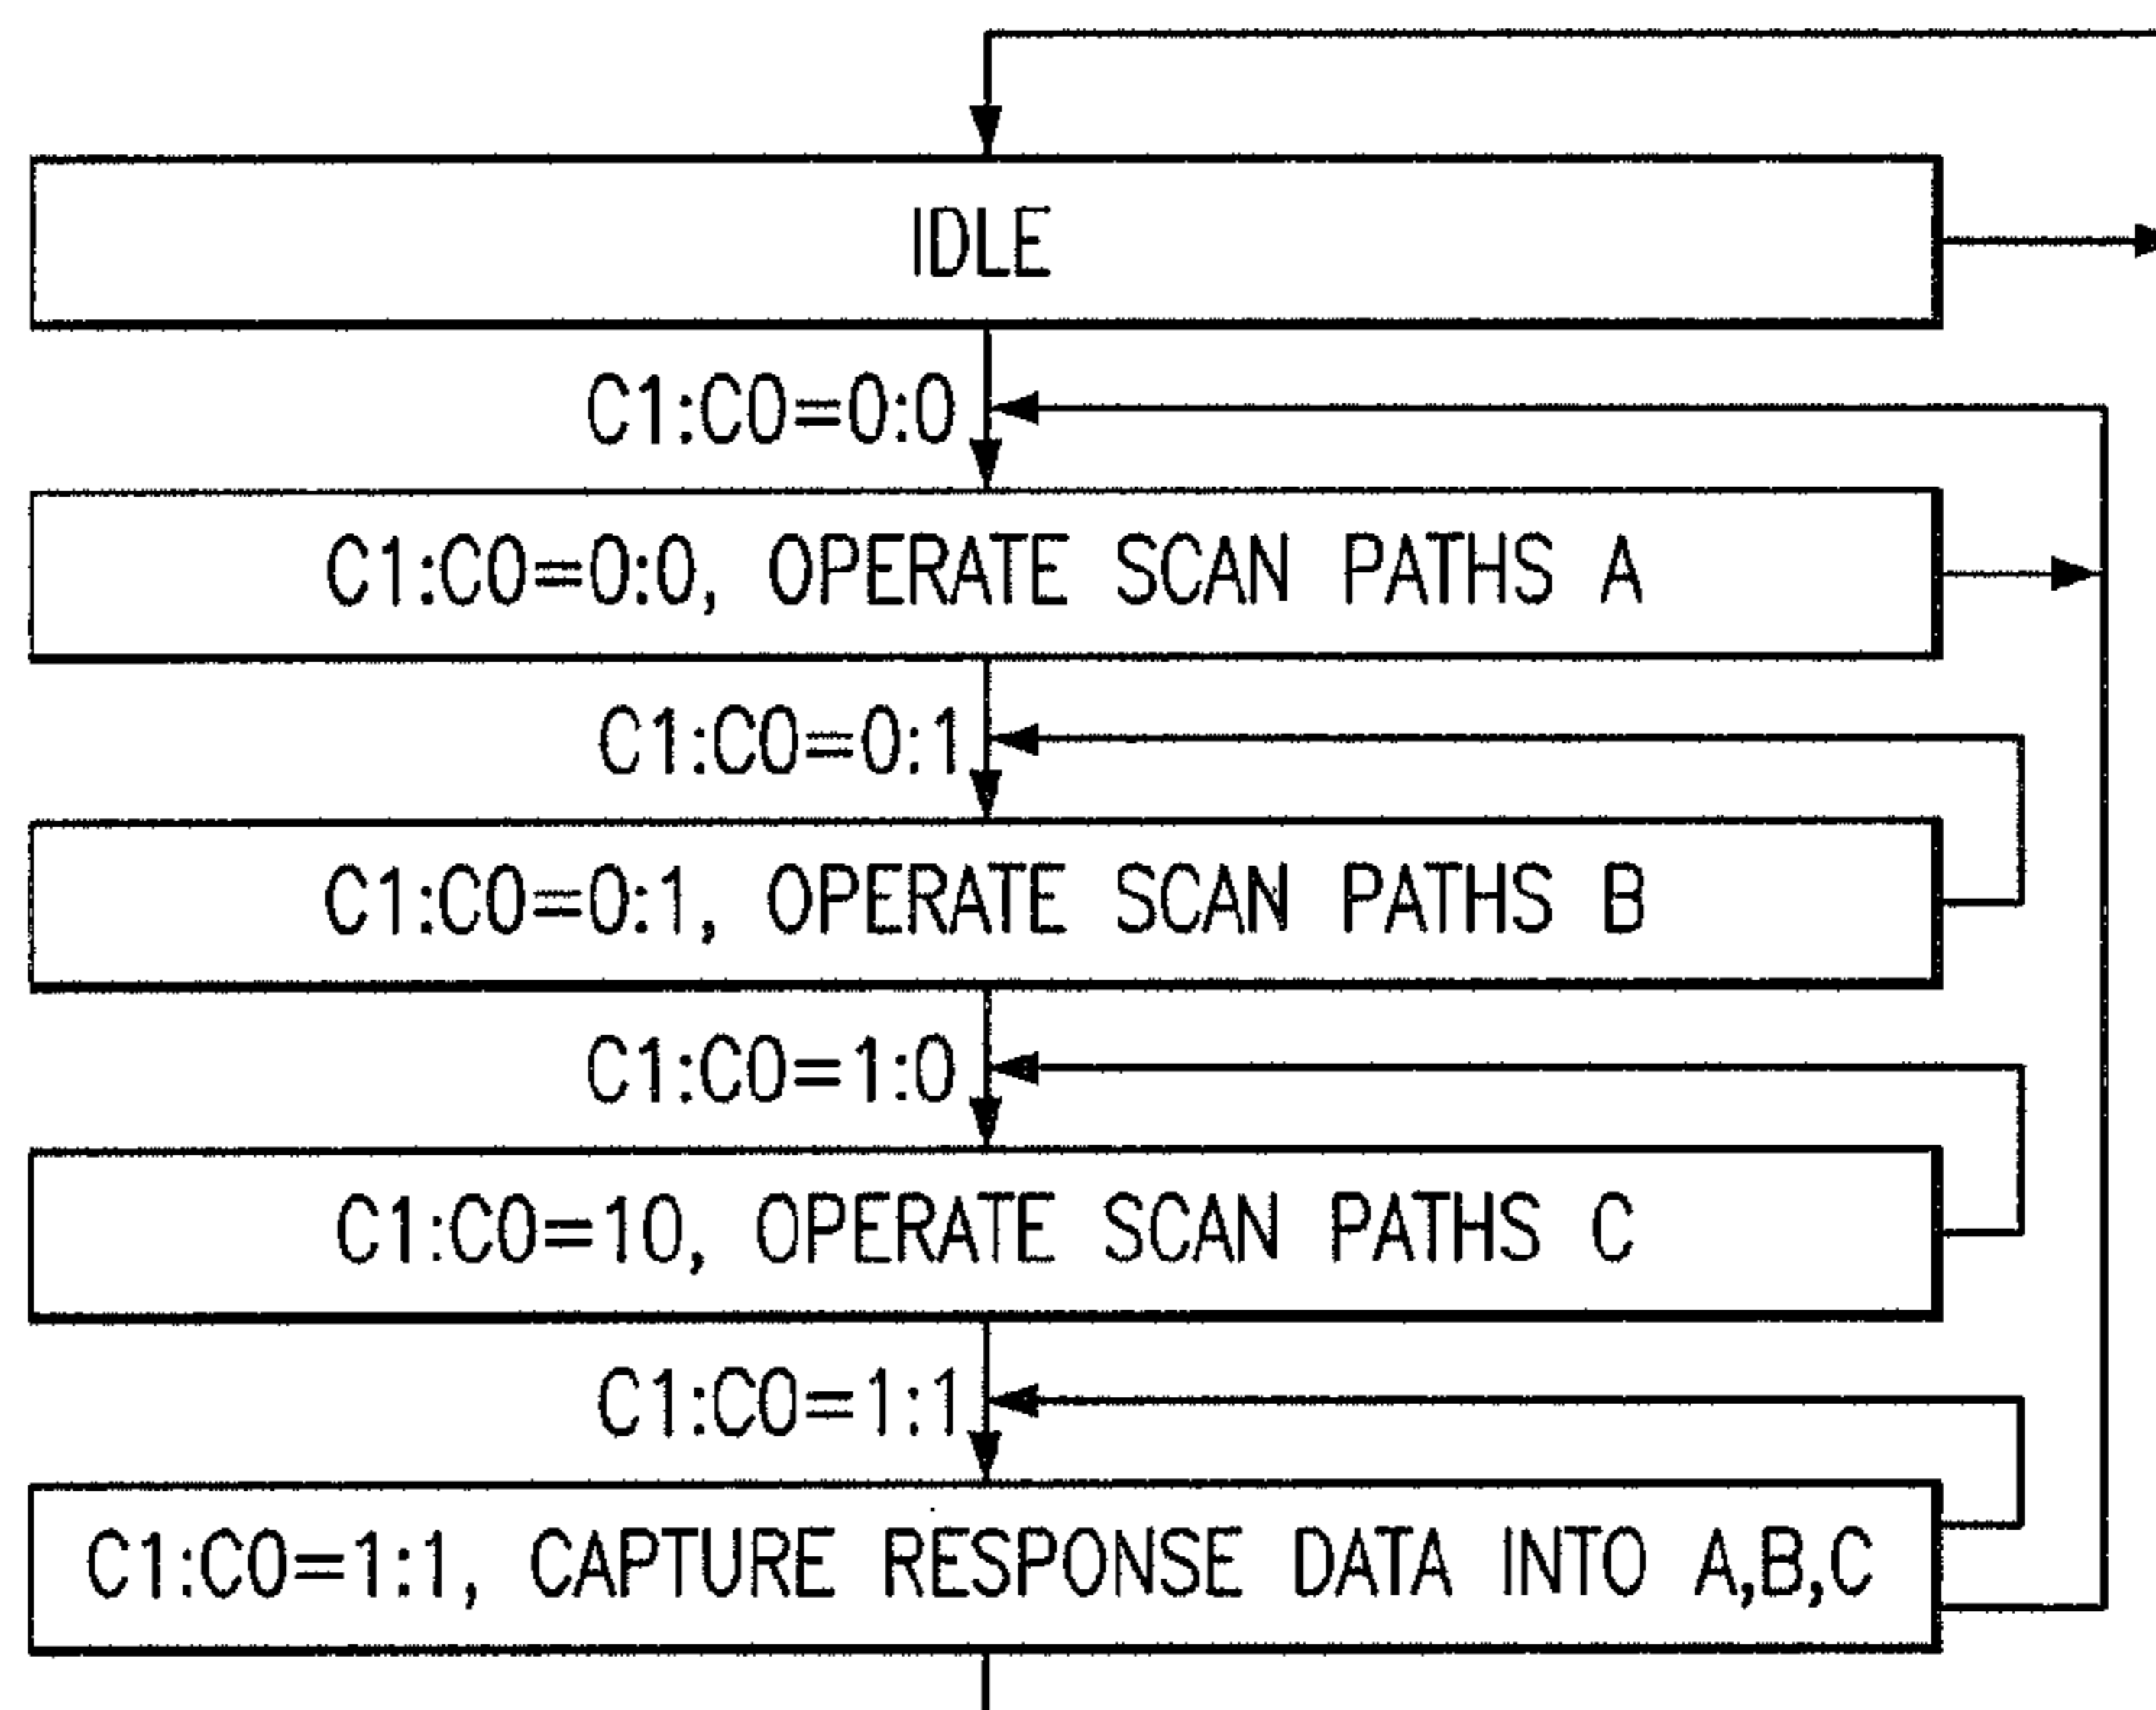 IDLE
C1:C0=0:0
C1:C0=0:0, OPERATE SCAN PATHS A
C1:C0=0:1
C1:C0=0:1, OPERATE SCAN PATHS B
C1:C0=1:0
C1:C0=10, OPERATE SCAN PATHS C
C1:C0=1:1
C1:C0=1:1, CAPTURE RESPONSE DATA INTO A,B,C